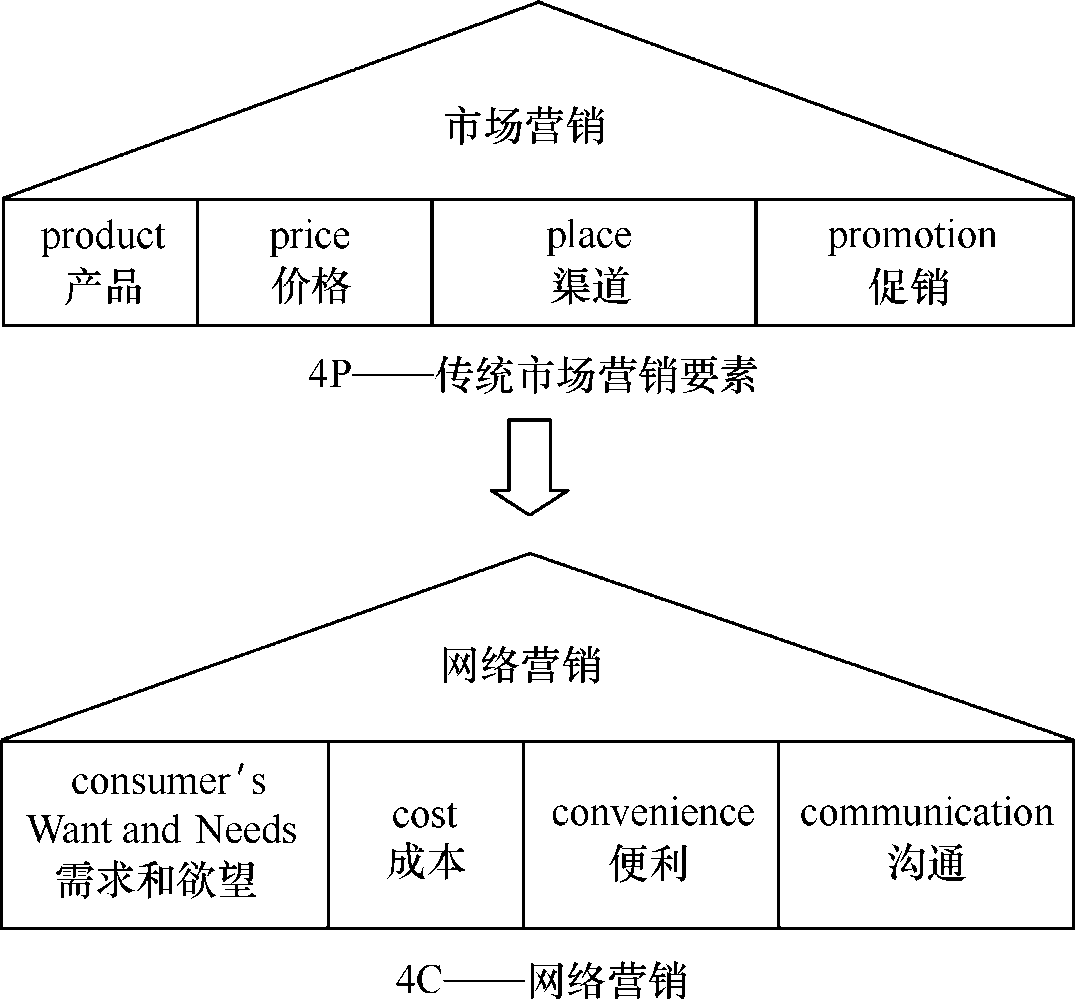 市场营销
product
产品
price
价格
place
渠道
promotion
促销
4P——传统市场营销要素
网络营销
consumer's
Want and Needs
需求和欲望
cost
成本
convenience
便利
communication
沟通
4C——网络营销